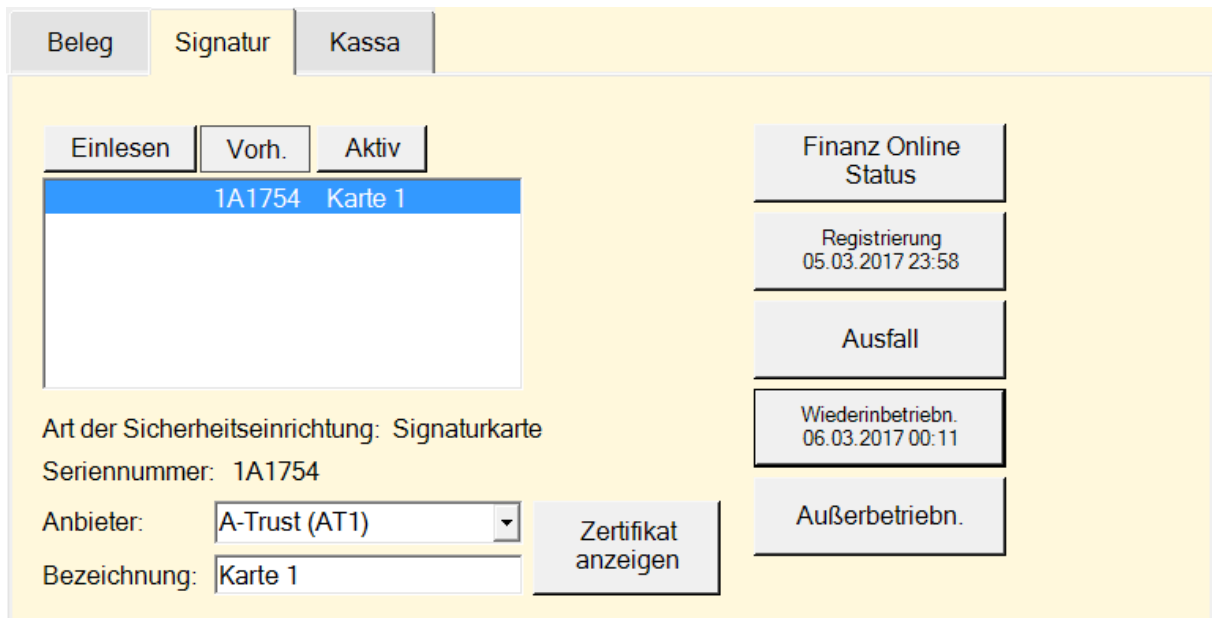 Beleg Signatur Kassa
Einlesen Vorh. Aktiv
1A1754 Karte 1
Art der Sicherheitseinrichtung: Signaturkarte
Seriennummer: 1A1754
Anbieter: A-Trust (AT1)
Bezeichnung: Karte 1
Zertifikat
anzeigen
Finanz Online
Status
Registrierung
05.03.2017 23:58
Ausfall
Wiederinbetriebn.
06.03.2017 00:11
Außerbetriebn.